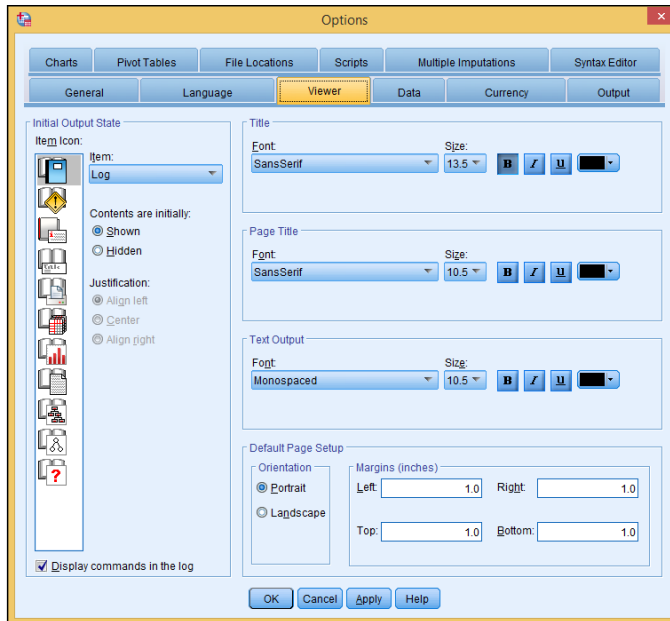 Options
Charts Pivot Tables File Locations Scripts Multiple Imputations Syntax Editor
General Language Viewer Data Currency Output
Initial Output State
Item Icon:
Item:
Log
Contents are initially:
Shown
Hidden
Justification:
Align left
Center
Align right
Display commands in the log
Title
Font: Size:
SansSerif 13.5 B I U
Page Title
Font: Size:
SansSerif 10.5 B I U
Text Output
Font: Size:
Monospaced 10.5 B I U
Default Page Setup
Orientation
Portrait
Landscape
Margins (inches)
Left: 1.0 Right: 1.0
Top: 1.0 Bottom: 1.0
OK Cancel Apply Help